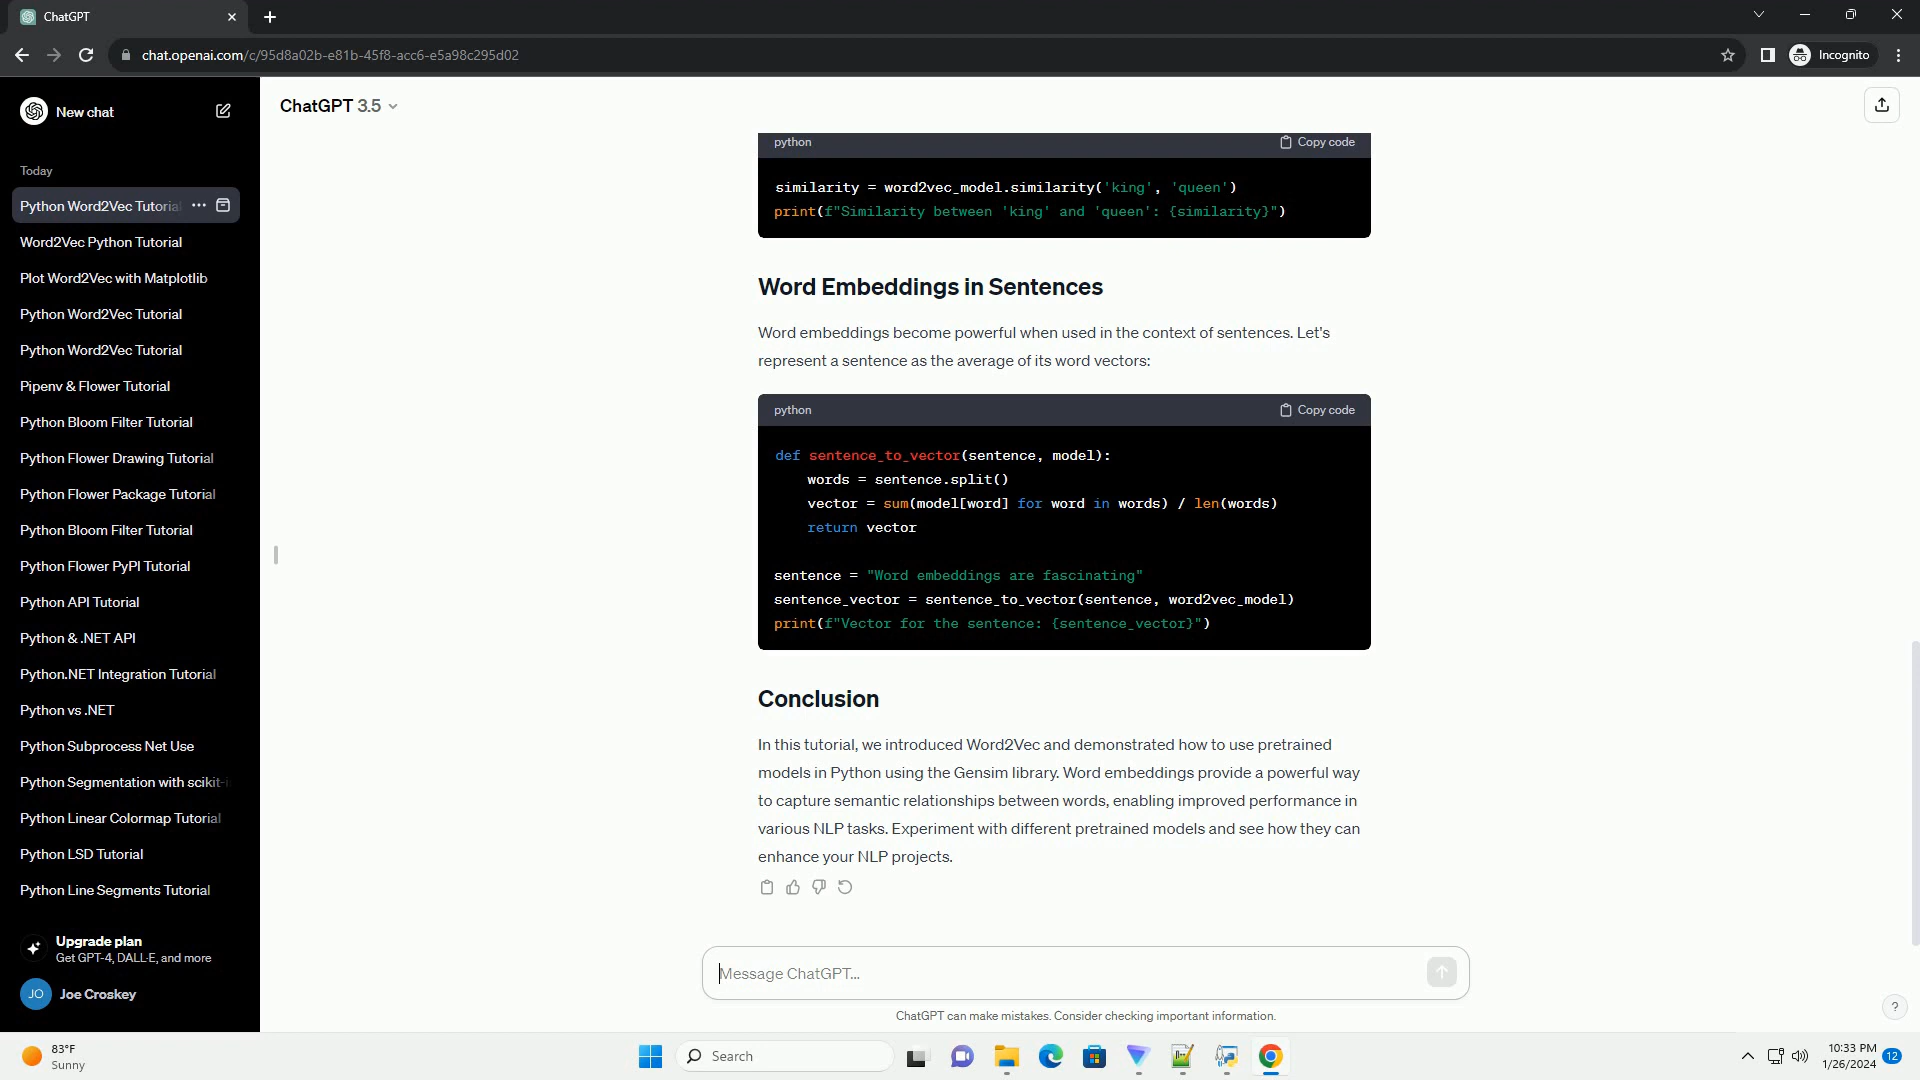 ChatGPT
chat.openai.com/c/95d8a02b-e81b-45f8-acc6-e5a98c295d02
Incognito
New chat
Today
Python Word2Vec Tutorial
Word2Vec Python Tutorial
Plot Word2Vec with Matplotlib
Python Word2Vec Tutorial
Python Word2Vec Tutorial
Pipenv & Flower Tutorial
Python Bloom Filter Tutorial
Python Flower Drawing Tutorial
Python Flower Package Tutorial
Python Bloom Filter Tutorial
Python Flower PyPI Tutorial
Python API Tutorial
Python & .NET API
Python.NET Integration Tutorial
Python vs .NET
Python Subprocess Net Use
Python Segmentation with scikit-i
Python Linear Colormap Tutorial
Python LSD Tutorial
Python Line Segments Tutorial
Upgrade plan
Get GPT-4, DALL·E, and more
JO Joe Croskey
ChatGPT 3.5
python Copy code
similarity = word2vec_model.similarity('king', 'queen')
print(f"Similarity between 'king' and 'queen': {similarity}")
Word Embeddings in Sentences
Word embeddings become powerful when used in the context of sentences. Let's
represent a sentence as the average of its word vectors:
python Copy code
def sentence_to_vector(sentence, model):
    words = sentence.split()
    vector = sum(model[word] for word in words) / len(words)
    return vector
sentence = "Word embeddings are fascinating"
sentence_vector = sentence_to_vector(sentence, word2vec_model)
print(f"Vector for the sentence: {sentence_vector}")
Conclusion
In this tutorial, we introduced Word2Vec and demonstrated how to use pretrained
models in Python using the Gensim library. Word embeddings provide a powerful way
to capture semantic relationships between words, enabling improved performance in
various NLP tasks. Experiment with different pretrained models and see how they can
enhance your NLP projects.
Message ChatGPT...
ChatGPT can make mistakes. Consider checking important information.
?
83°F
Sunny
Search
10:33 PM
1/26/2024
12